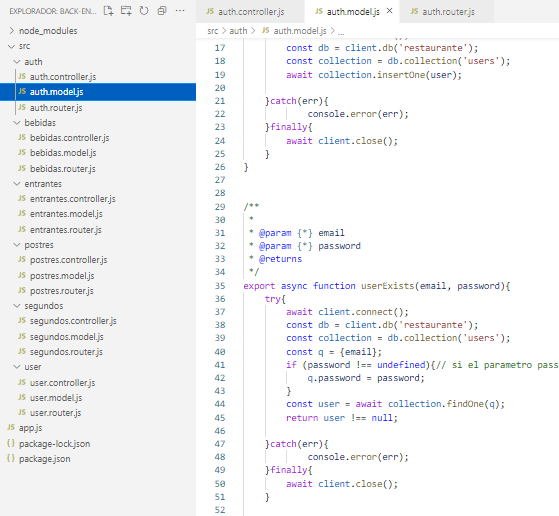 EXPLORADOR: BACK-EN...
node_modules
src
auth
JS auth.controller.js
JS auth.model.js
JS auth.router.js
bebidas
JS bebidas.controller.js
JS bebidas.model.js
JS bebidas.router.js
entrantes
JS entrantes.controller.js
JS entrantes.model.js
JS entrantes.router.js
postres
JS postres.controller.js
JS postres.model.js
JS postres.router.js
segundos
JS segundos.controller.js
JS segundos.model.js
JS segundos.router.js
user
JS user.controller.js
JS user.model.js
JS user.router.js
JS app.js
{} package-lock.json
{} package.json
JS auth.controller.js JS auth.model.js JS auth.router.js
src > auth > JS auth.model.js > ...
17 const db = client.db('restaurante');
18 const collection = db.collection('users');
19 await collection.insertOne(user);
20
21 }catch(err){
22 console.error(err);
23 }finally{
24 await client.close();
25 }
26 }
27
28
29 /**
30 *
31 * @param {*} email
32 * @param {*} password
33 * @returns
34 */
35 export async function userExists(email, password){
36 try{
37 await client.connect();
38 const db = client.db('restaurante');
39 const collection = db.collection('users');
40 const q = {email};
41 if (password !== undefined){// si el parametro pass
42 q.password = password;
43 }
44 const user = await collection.findOne(q);
45 return user !== null;
46
47 }catch(err){
48 console.error(err);
49 }finally{
50 await client.close();
51 }
52